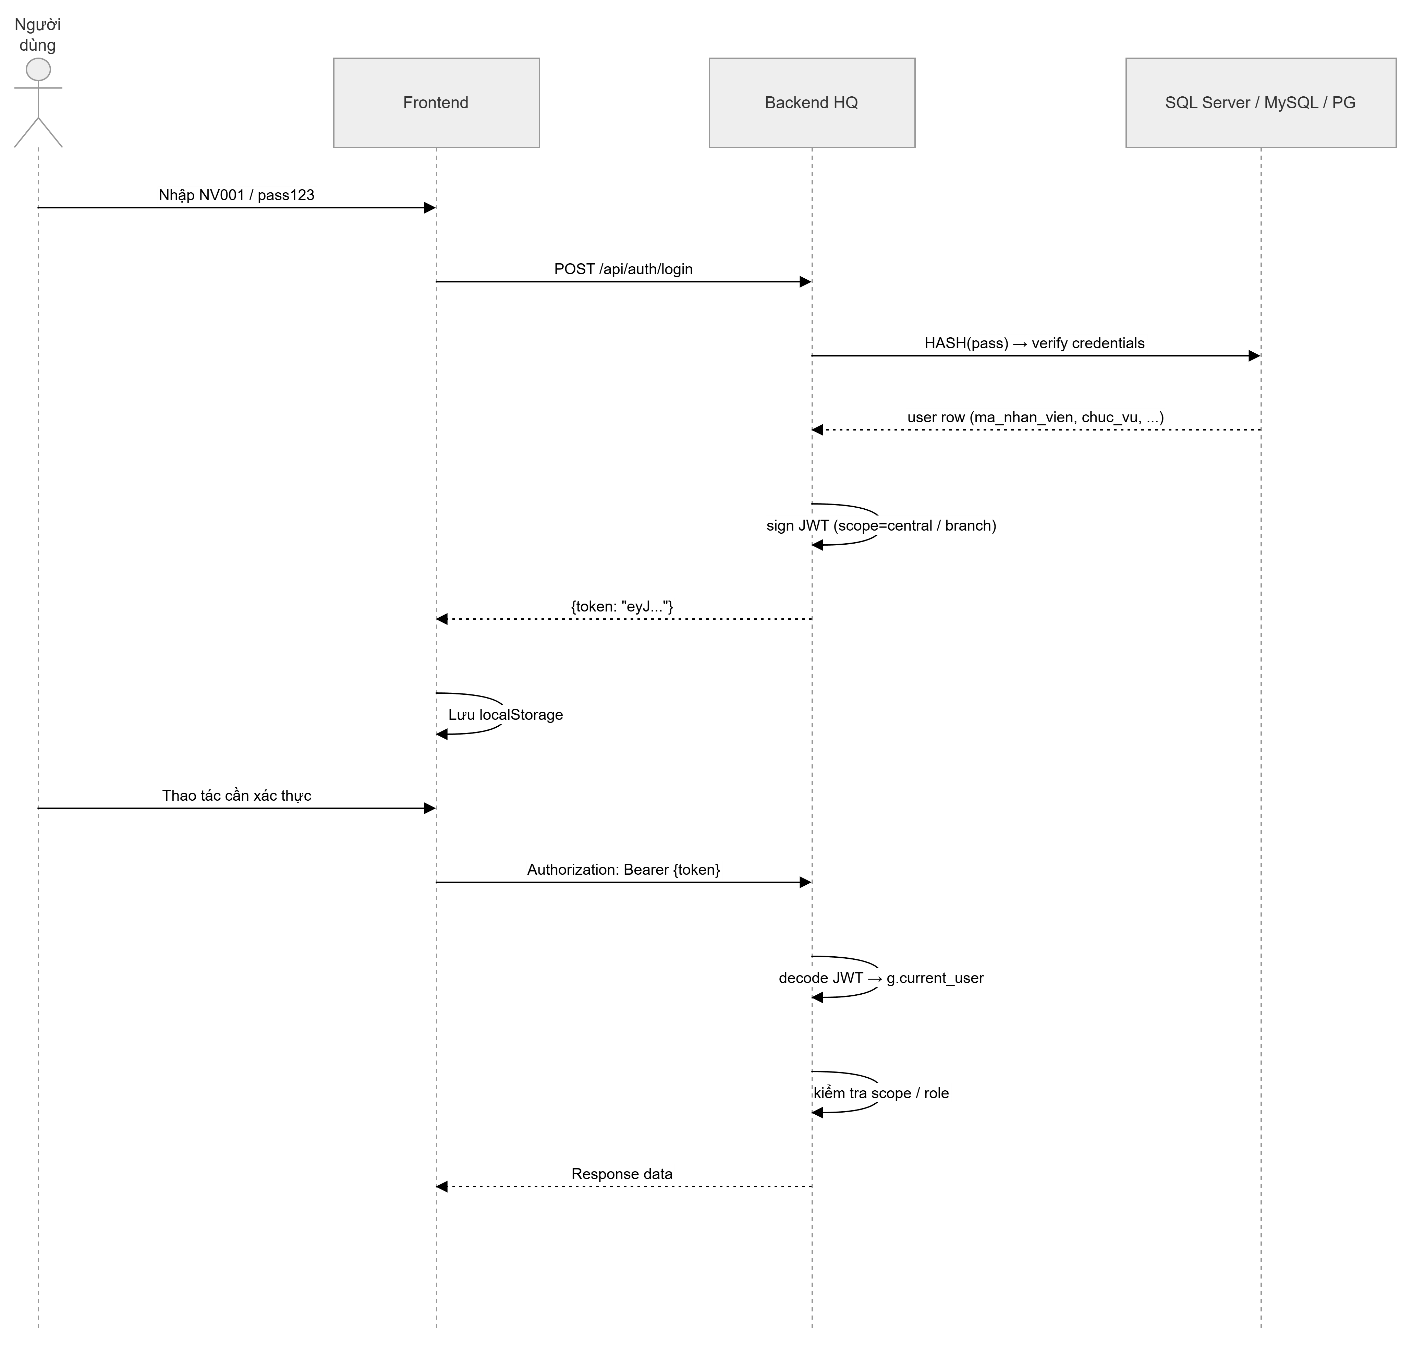 Người
dùng
Frontend
Backend HQ
SQL Server / MySQL / PG
Nhập NV001 / pass123
POST /api/auth/login
HASH(pass) → verify credentials
user row (ma_nhan_vien, chuc_vu, ...)
sign JWT (scope=central / branch)
{token: "eyJ..."}
Lưu localStorage
Thao tác cần xác thực
Authorization: Bearer {token}
decode JWT → g.current_user
kiểm tra scope / role
Response data